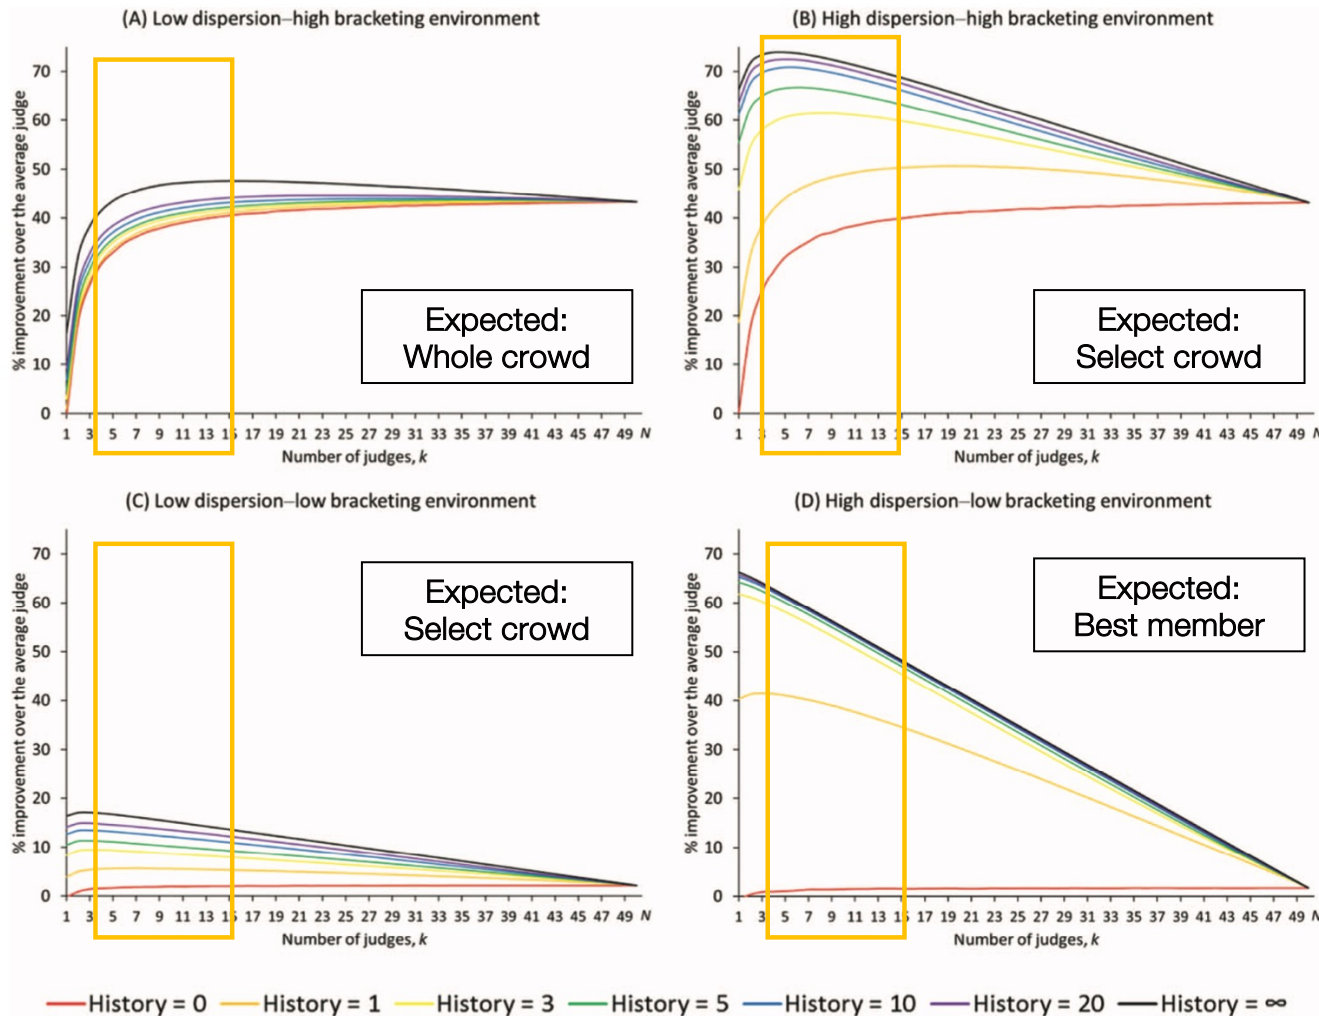 (A) Low dispersion–high bracketing environment
% improvement over the average judge
70
60
50
40
30
20
10
0
Expected:
Whole crowd
1 3 5 7 9 11 13 15 17 19 21 23 25 27 29 31 33 35 37 39 41 43 45 47 49 N
Number of judges, k
(B) High dispersion–high bracketing environment
% improvement over the average judge
70
60
50
40
30
20
10
0
Expected:
Select crowd
1 3 5 7 9 11 13 15 17 19 21 23 25 27 29 31 33 35 37 39 41 43 45 47 49 N
Number of judges, k
(C) Low dispersion–low bracketing environment
% improvement over the average judge
70
60
50
40
30
20
10
0
Expected:
Select crowd
1 3 5 7 9 11 13 15 17 19 21 23 25 27 29 31 33 35 37 39 41 43 45 47 49 N
Number of judges, k
(D) High dispersion–low bracketing environment
% improvement over the average judge
70
60
50
40
30
20
10
0
Expected:
Best member
1 3 5 7 9 11 13 15 17 19 21 23 25 27 29 31 33 35 37 39 41 43 45 47 49 N
Number of judges, k
History = 0 History = 1 History = 3 History = 5 History = 10 History = 20 History = ∞